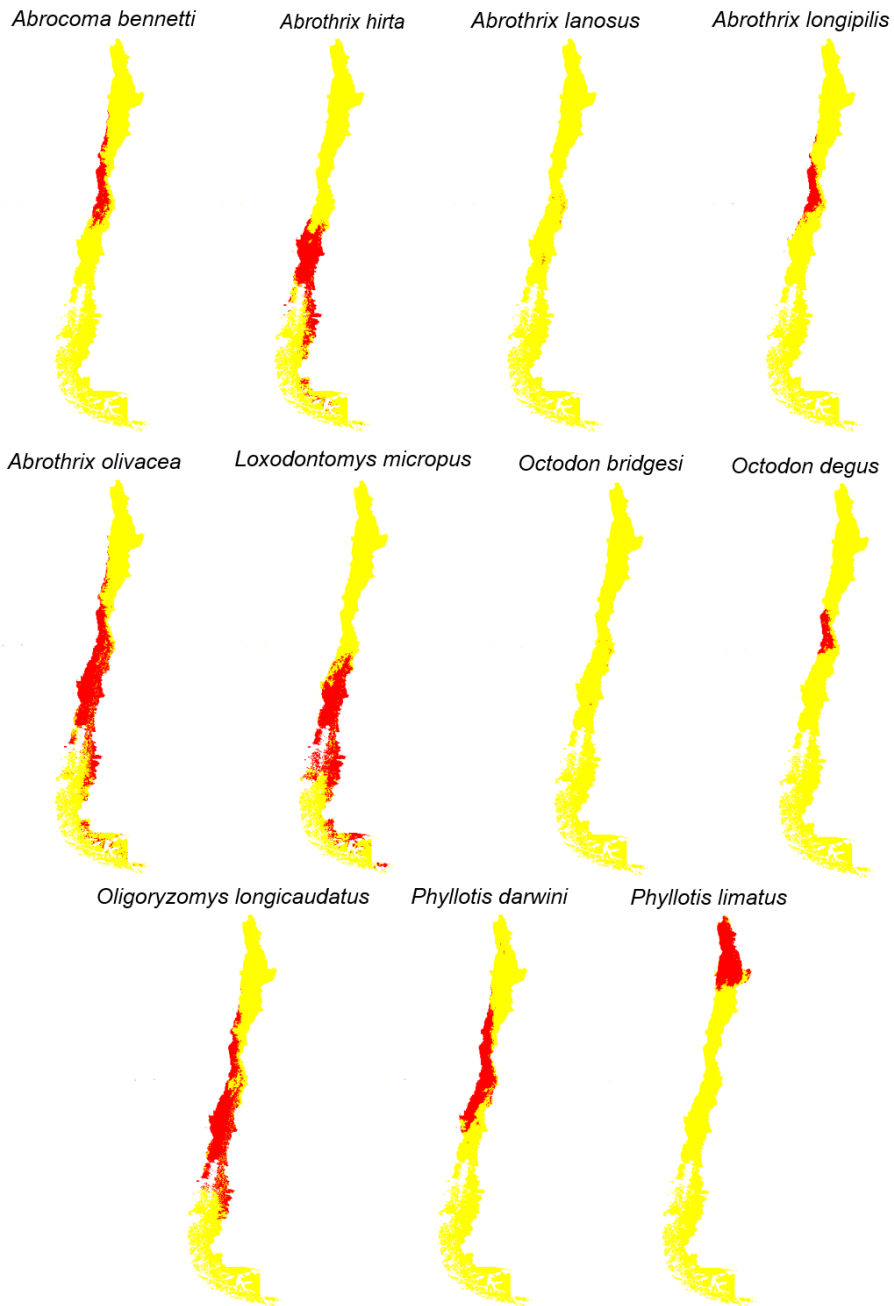 Abrocoma bennetti
Abrothrix hirta
Abrothrix lanosus
Abrothrix longipilis
Abrothrix olivacea
Loxodontomys micropus
Octodon bridgesi
Octodon degus
Oligoryzomys longicaudatus
Phyllotis darwini
Phyllotis limatus